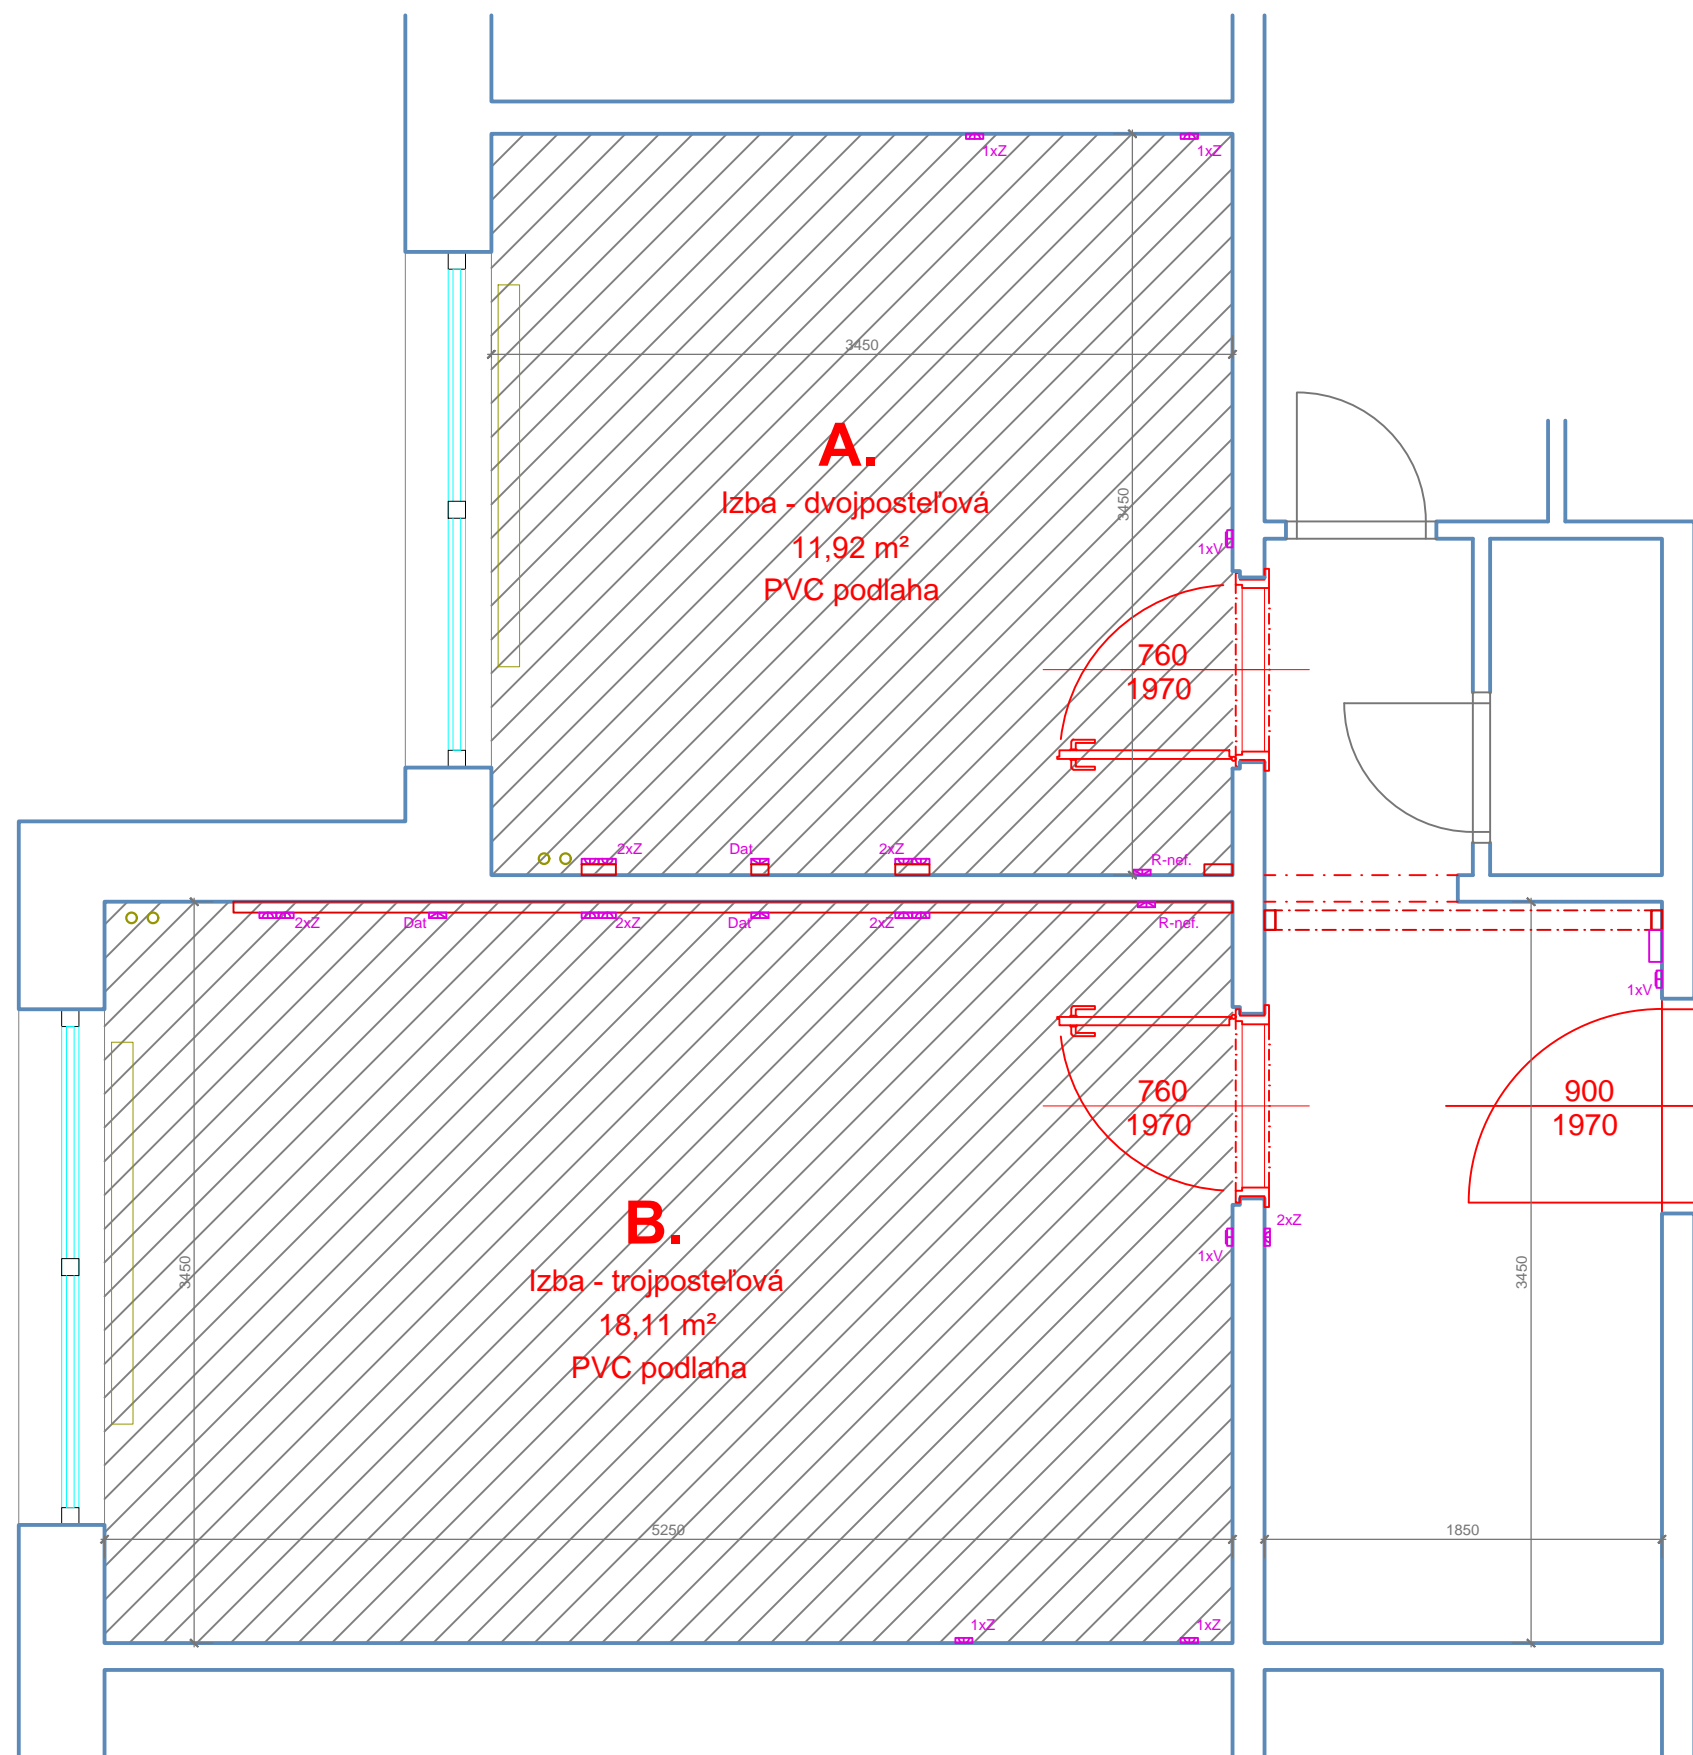 1xZ
1xZ
3450
A.
Izba - dvojposteľová
11,92 m²
PVC podlaha
3450
1xV
760
1970
2xZ
Dat
2xZ
R-nef.
2xZ
Dat
2xZ
Dat
2xZ
R-nef.
1xV
760
1970
900
1970
B.
Izba - trojposteľová
18,11 m²
PVC podlaha
3450
1xV
2xZ
3450
5250
1850
1xZ
1xZ